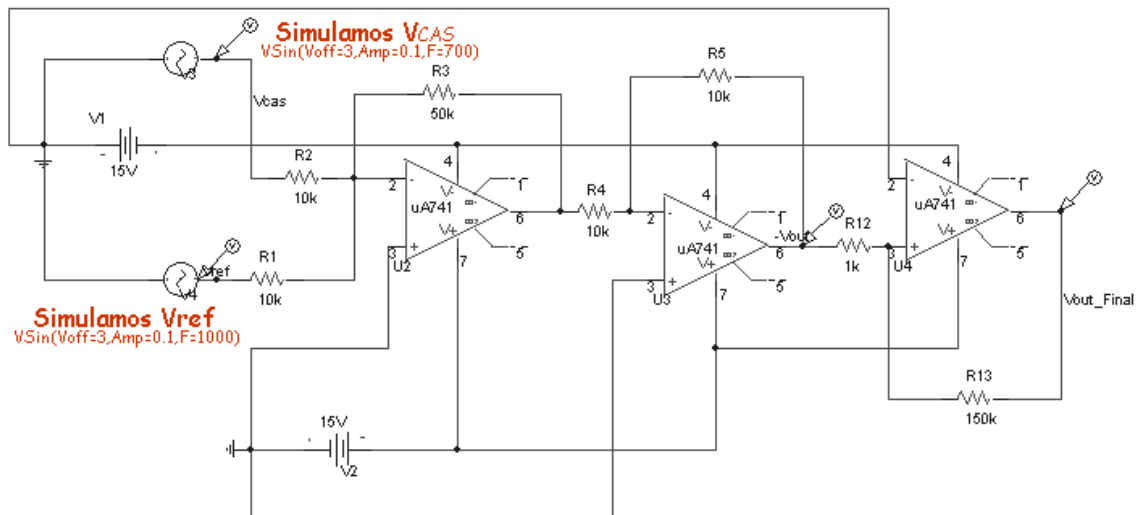 Simulamos VCAS
VSin(Voff=3,Amp=0.1,F=700)
V
V3
Vcas
V1
15V
R2
10k
R3
50k
R5
10k
2
4
1
V-
uA741
V+
6
5
3
U2
7
R4
10k
2
4
1
V-
uA741
V+
6
5
3
U3
7
V
Vout
R12
1k
2
4
1
V-
uA741
V+
6
5
3
U4
7
V
Vout_Final
R13
150k
V
Vref
V4
R1
10k
Simulamos Vref
VSin(Voff=3,Amp=0.1,F=1000)
15V
V2